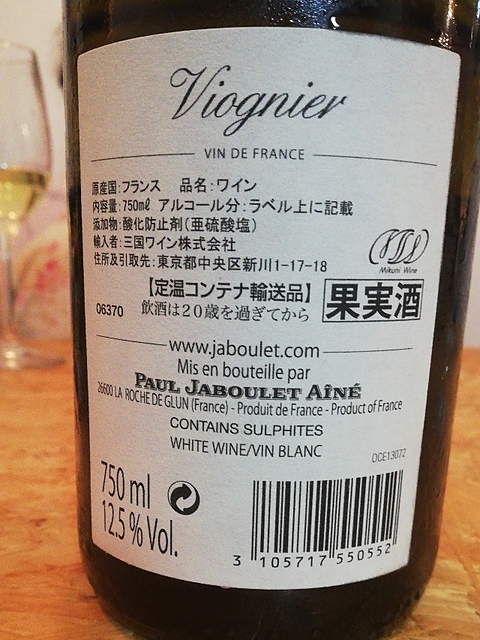 Viognier
VIN DE FRANCE
原産国:フランス 品名:ワイン
内容量:750mℓ アルコール分:ラベル上に記載
添加物:酸化防止剤(亜硫酸塩)
輸入者:三国ワイン株式会社
住所及引取先:東京都中央区新川1-17-18
Mikuni Wine
【定温コンテナ輸送品】
06370 飲酒は20歳を過ぎてから
果実酒
www.jaboulet.com
Mis en bouteille par
PAUL JABOULET AÎNÉ
26600 LA ROCHE DE GLUN (France) - Produit de France - Product of France
CONTAINS SULPHITES
WHITE WINE/VIN BLANC
OCE13072
750 ml
12.5 % Vol.
3 105717 550552